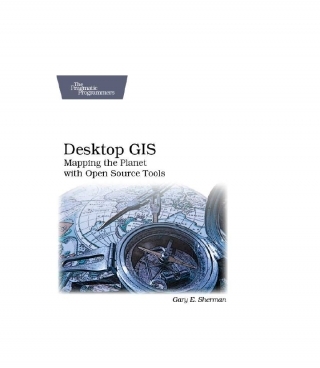 The
Pragmatic
Programmers
Desktop GIS
Mapping the Planet
with Open Source Tools
Gary E. Sherman